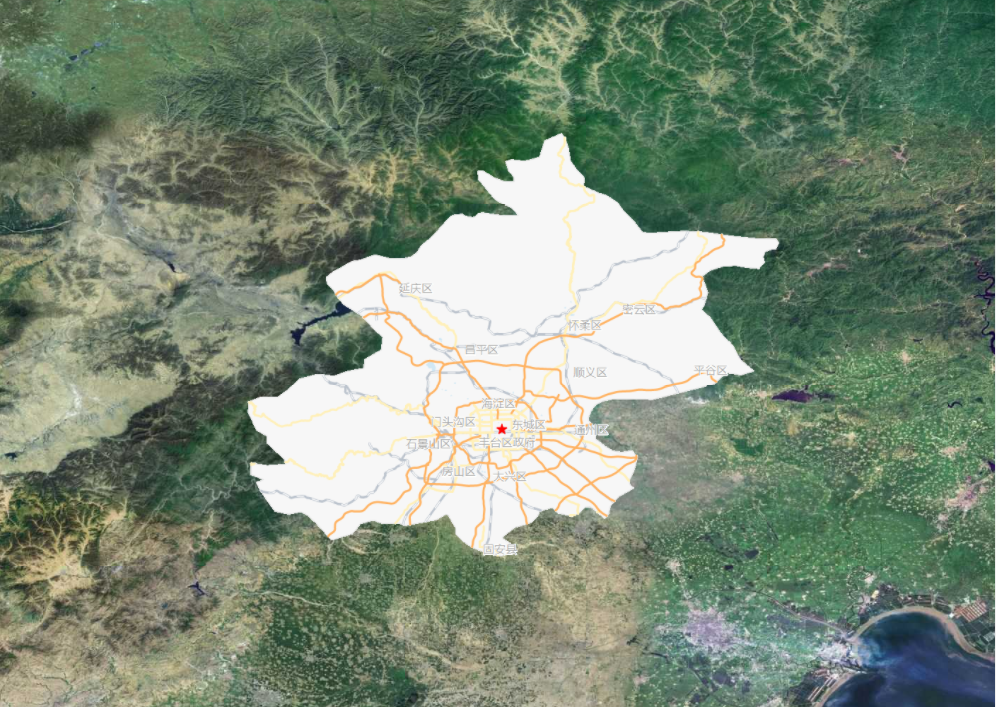 延庆区
密云区
怀柔区
昌平区
平谷区
顺义区
海淀区
门头沟区
东城区
通州区
石景山区
丰台区政府
房山区
大兴区
固安县